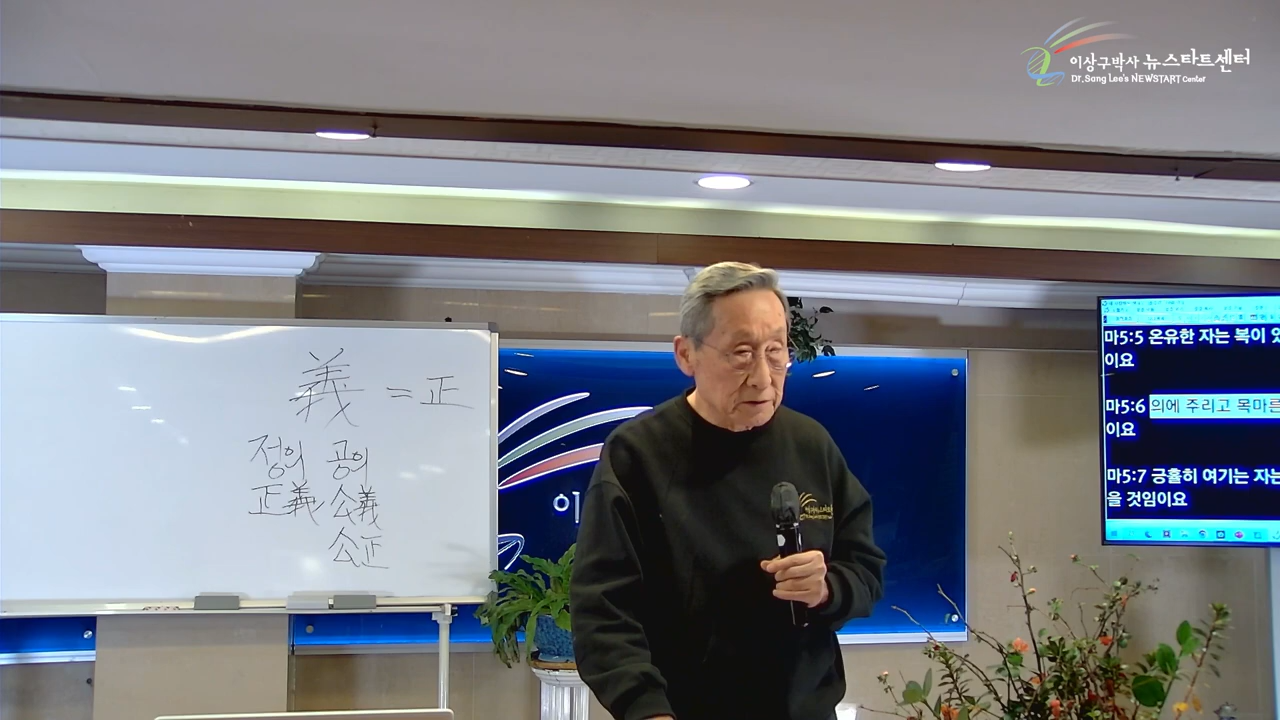 이상구박사 뉴스타트센터
Dr. Sang Lee's NEWSTART Center
義 = 正
정의 공의
正義 公義
公正
이
마5:5 온유한 자는 복이 있
이요
마5:6 의에 주리고 목마른
이요
마5:7 긍휼히 여기는 자는
을 것임이요